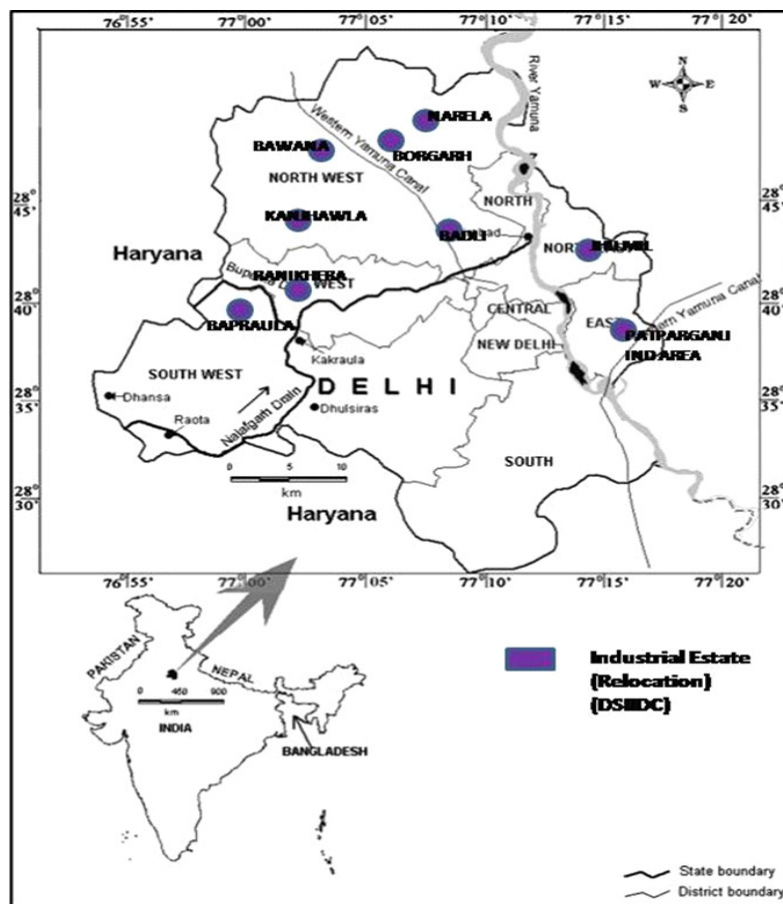 76°55' 77°00' 77°05' 77°10' 77°15' 77°20'
N
W E
S
River Yamuna
NARELA
Western Yamuna Canal
BORGARH
BAWANA
NORTH WEST
NORTH
28°
45'
28°
45'
KANJHAWLA
BADLI
JHILMIL
Haryana
RANIKHERA
WEST
28°
40'
28°
40'
BAPRAULA
CENTRAL
EAST
Yamuna Canal
PATPARGANJ
IND AREA
NEW DELHI
Kakraula
SOUTH WEST
DELHI
28°
35'
28°
35'
Dhansa
Raota
Najafgarh Drain
Dhulsiras
SOUTH
0 5 10
km
28°
30'
28°
30'
Haryana
76°55' 77°00' 77°05' 77°10' 77°15' 77°20'
PAKISTAN
NEPAL
0 450 900
km
INDIA
BANGLADESH
Industrial Estate
(Relocation)
(DSIIDC)
State boundary
District boundary